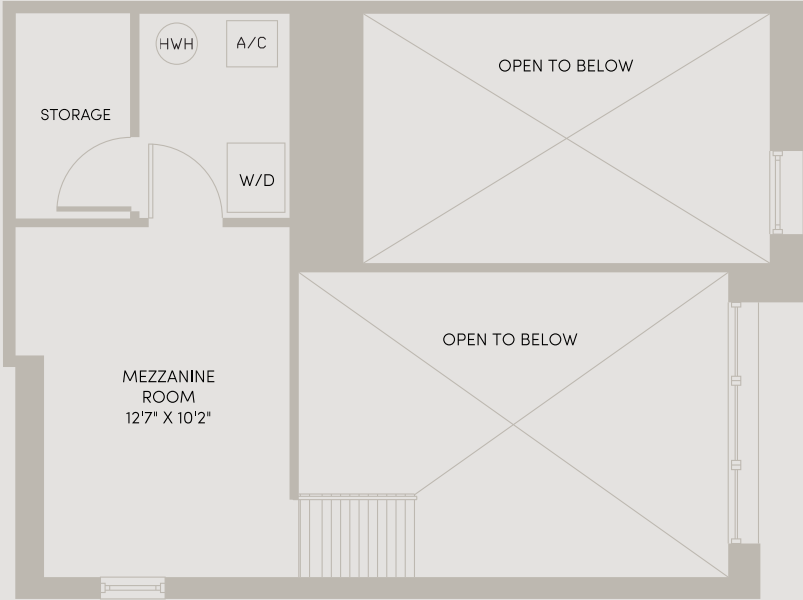 HWH
A/C
OPEN TO BELOW
STORAGE
W/D
OPEN TO BELOW
MEZZANINE
ROOM
12'7" X 10'2"